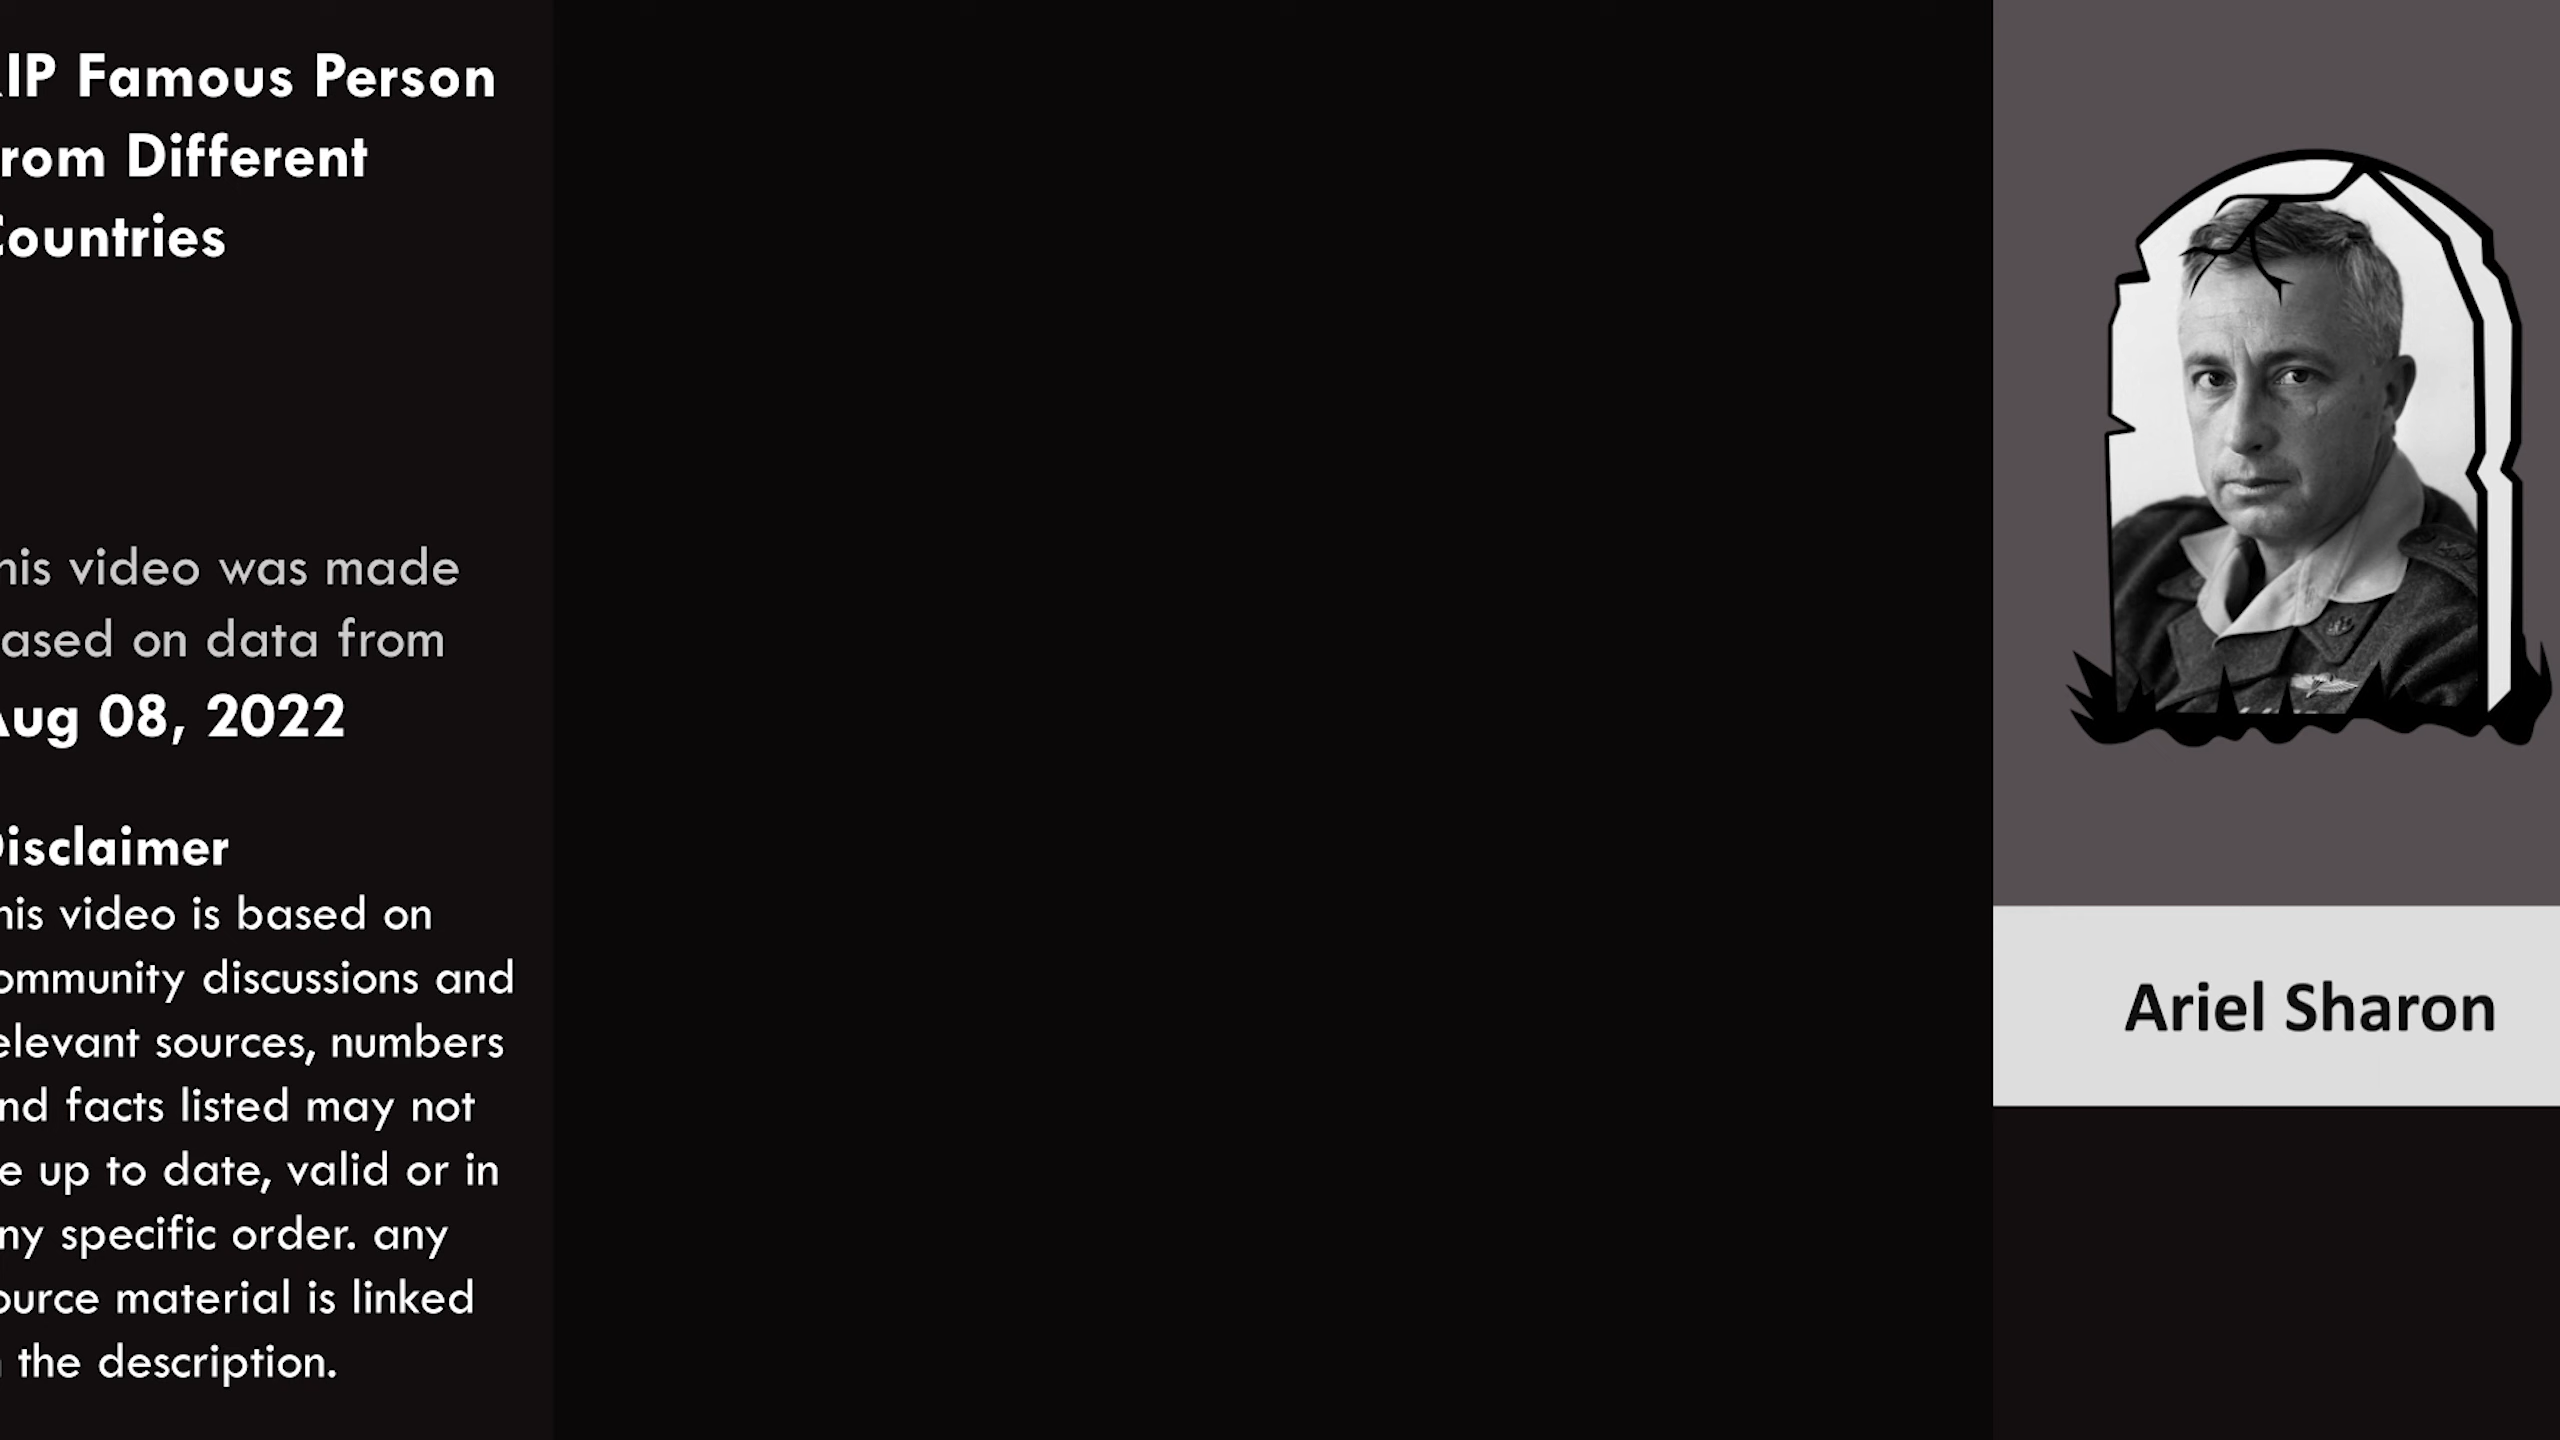 IP Famous Person
rom Different
Countries
his video was made
ased on data from
Aug 08, 2022
Disclaimer
his video is based on
ommunity discussions and
elevant sources, numbers
nd facts listed may not
e up to date, valid or in
ny specific order. any
ource material is linked
the description.
Ariel Sharon